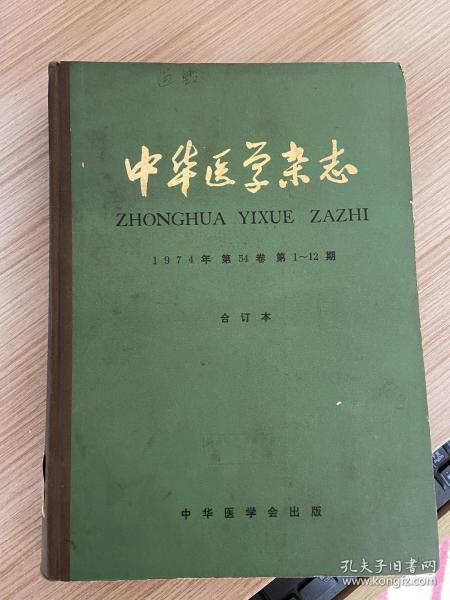 中华医学杂志
ZHONGHUA YIXUE ZAZHI
1974年 第54卷 第1~12期
合订本
中华医学会出版
孔夫子旧书网
www.kongfz.com